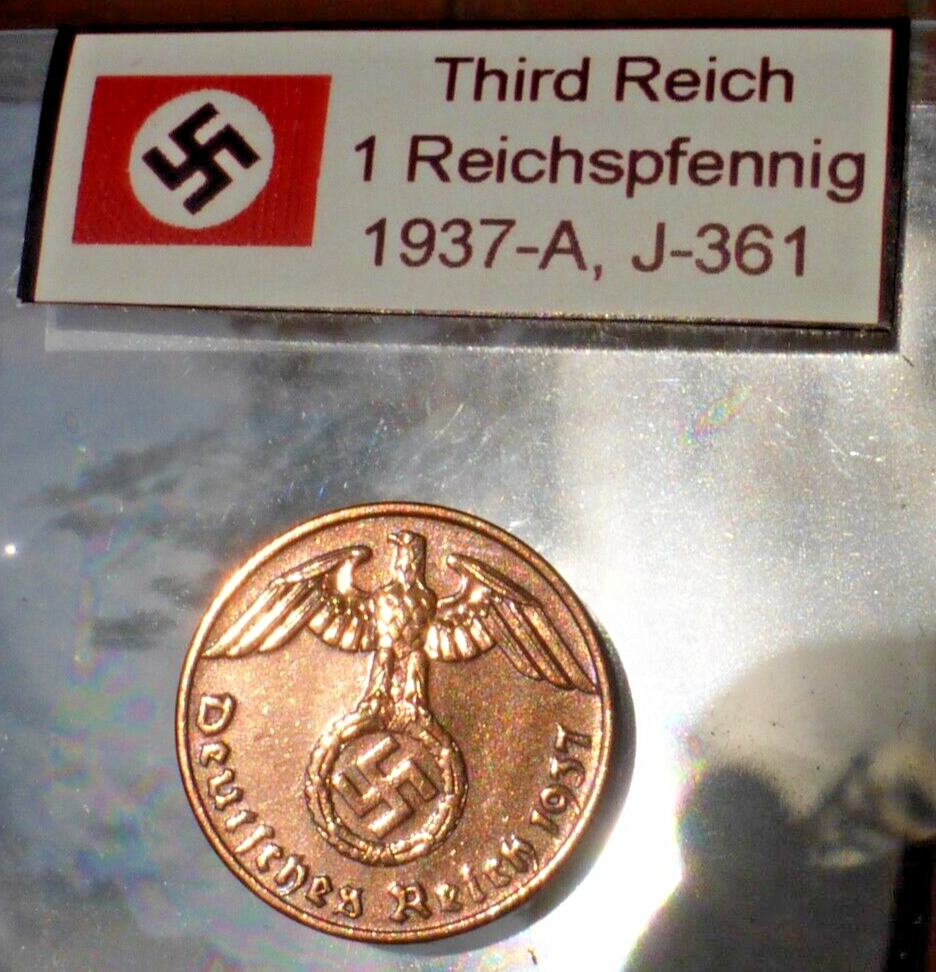 Third Reich
1 Reichspfennig
1937-A, J-361
Deutſches Reich 1937